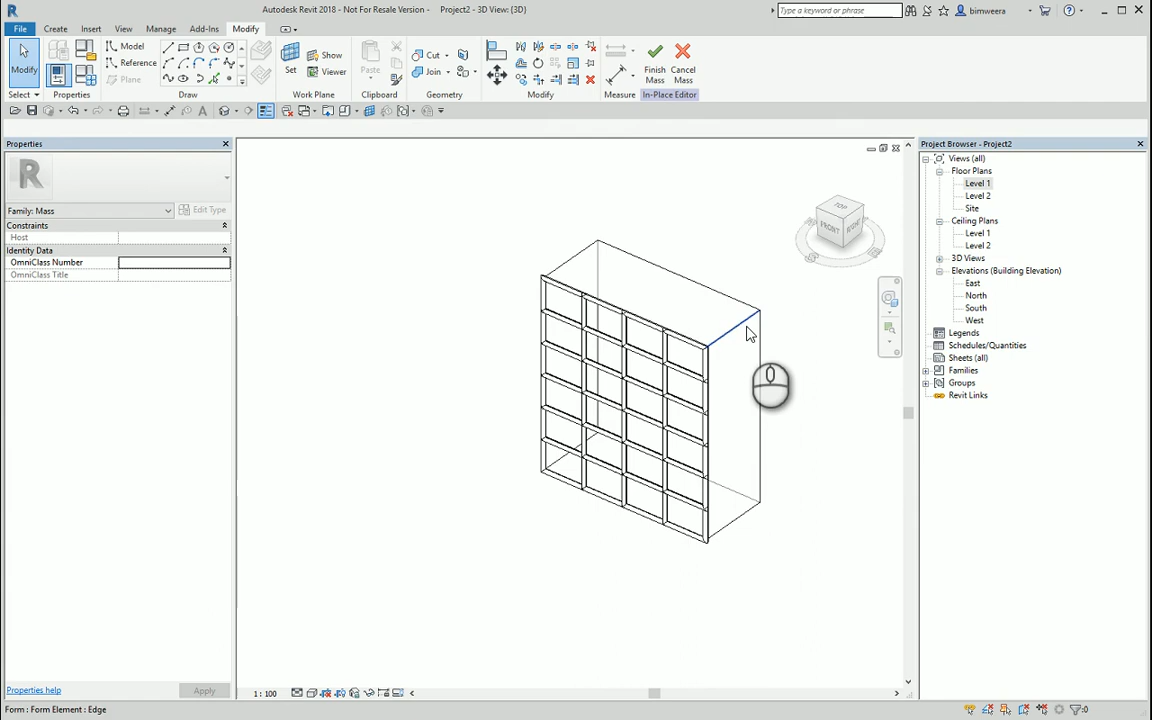 Autodesk Revit 2018 - Not For Resale Version - Project2 - 3D View: {3D}
Type a keyword or phrase
bimweera
File Create Insert View Manage Add-Ins Modify
Modify
Select
Properties
Model
Reference
Plane
Draw
Set
Show
Viewer
Work Plane
Paste
Clipboard
Cut
Join
Geometry
Modify
Measure
Finish Mass
Cancel Mass
In-Place Editor
Properties
R
Family: Mass
Edit Type
Constraints
Host
Identity Data
OmniClass Number
OmniClass Title
Properties help
Apply
TOP
FRONT
RIGHT
1 : 100
Project Browser - Project2
Views (all)
Floor Plans
Level 1
Level 2
Site
Ceiling Plans
Level 1
Level 2
3D Views
Elevations (Building Elevation)
East
North
South
West
Legends
Schedules/Quantities
Sheets (all)
Families
Groups
Revit Links
Form : Form Element : Edge
:0